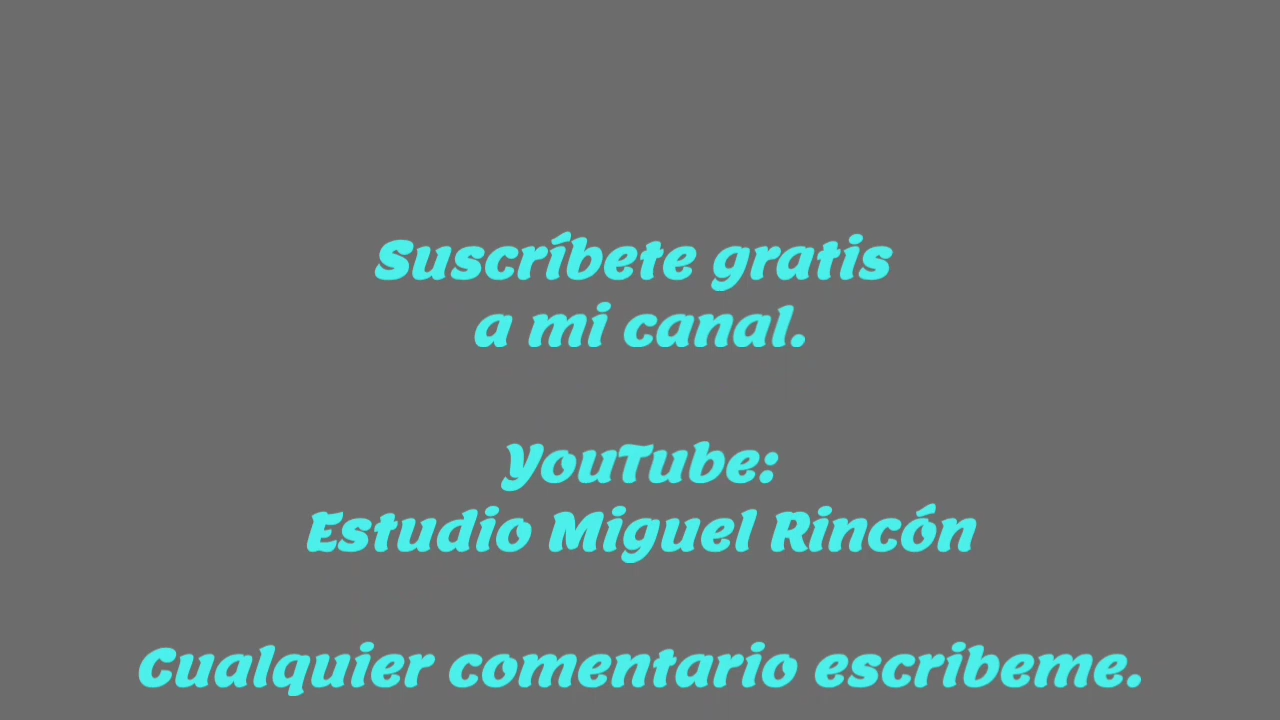 Suscríbete gratis
a mi canal.
YouTube:
Estudio Miguel Rincón
Cualquier comentario escribeme.